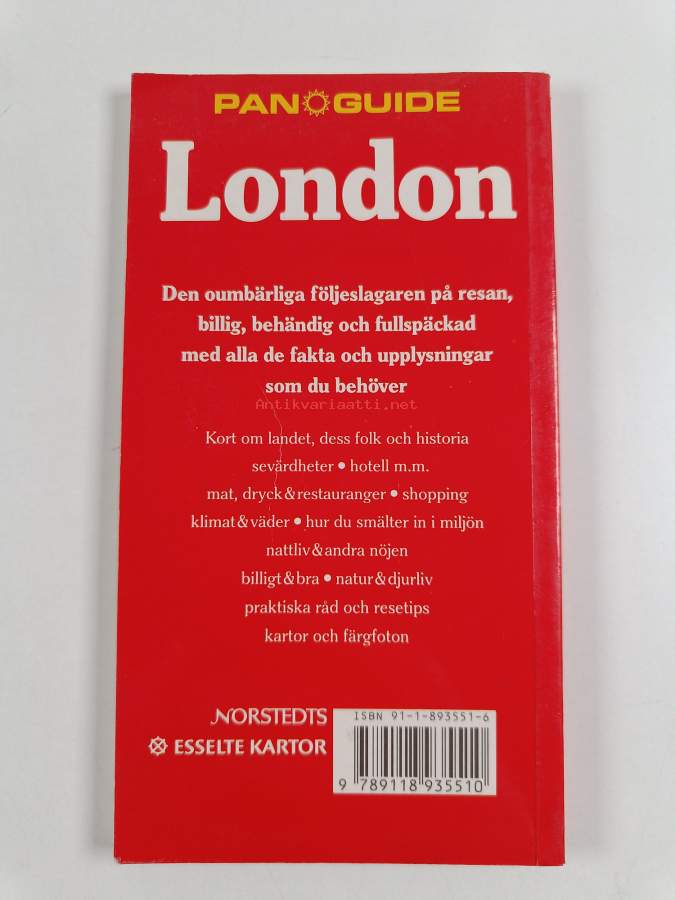 PAN GUIDE
London
Den oumbärliga följeslagaren på resan,
billig, behändig och fullspäckad
med alla de fakta och upplysningar
som du behöver
Antikvariaatti.net
Kort om landet, dess folk och historia
sevärdheter • hotell m.m.
mat, dryck & restauranger • shopping
klimat & väder • hur du smälter in i miljön
nattliv & andra nöjen
billigt & bra • natur & djurliv
praktiska råd och resetips
kartor och färgfoton
NORSTEDTS
ESSELTE KARTOR
ISBN 91-1-893551-6
9 789118 935510